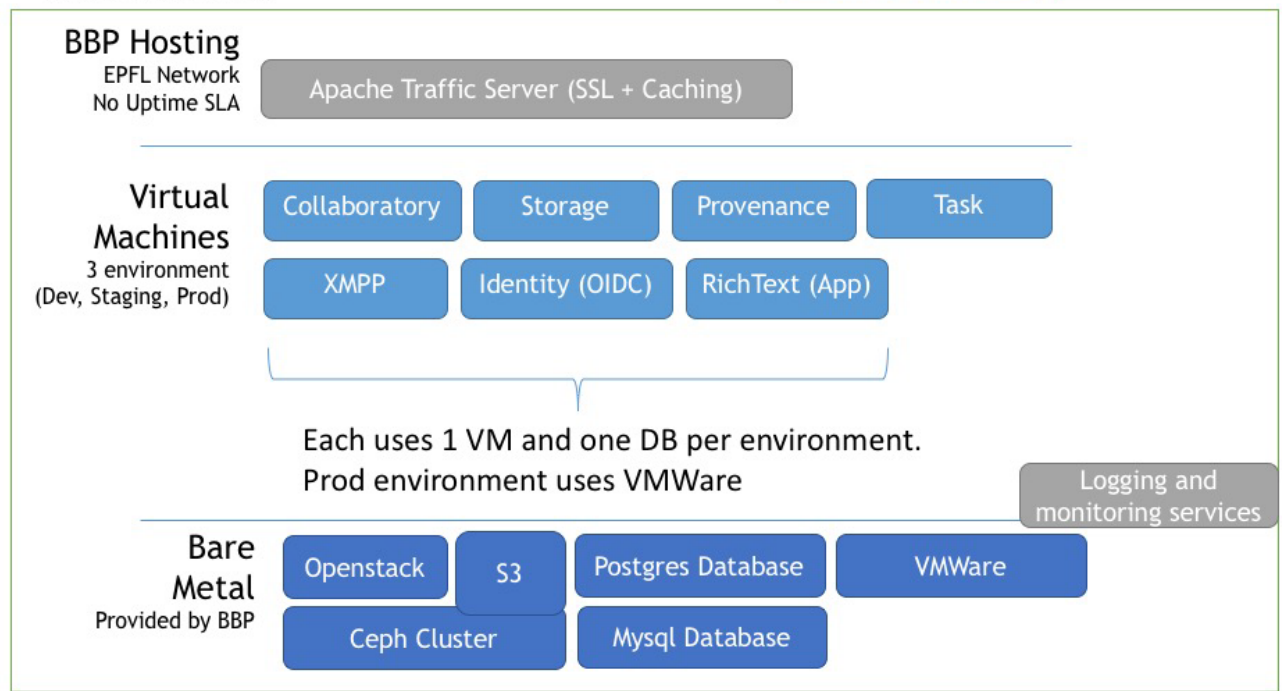 BBP Hosting
EPFL Network
No Uptime SLA
Apache Traffic Server (SSL + Caching)
Virtual
Machines
3 environment
(Dev, Staging, Prod)
Collaboratory
Storage
Provenance
Task
XMPP
Identity (OIDC)
RichText (App)
Each uses 1 VM and one DB per environment.
Prod environment uses VMWare
Logging and
monitoring services
Bare
Metal
Provided by BBP
Openstack
S3
Postgres Database
VMWare
Ceph Cluster
Mysql Database